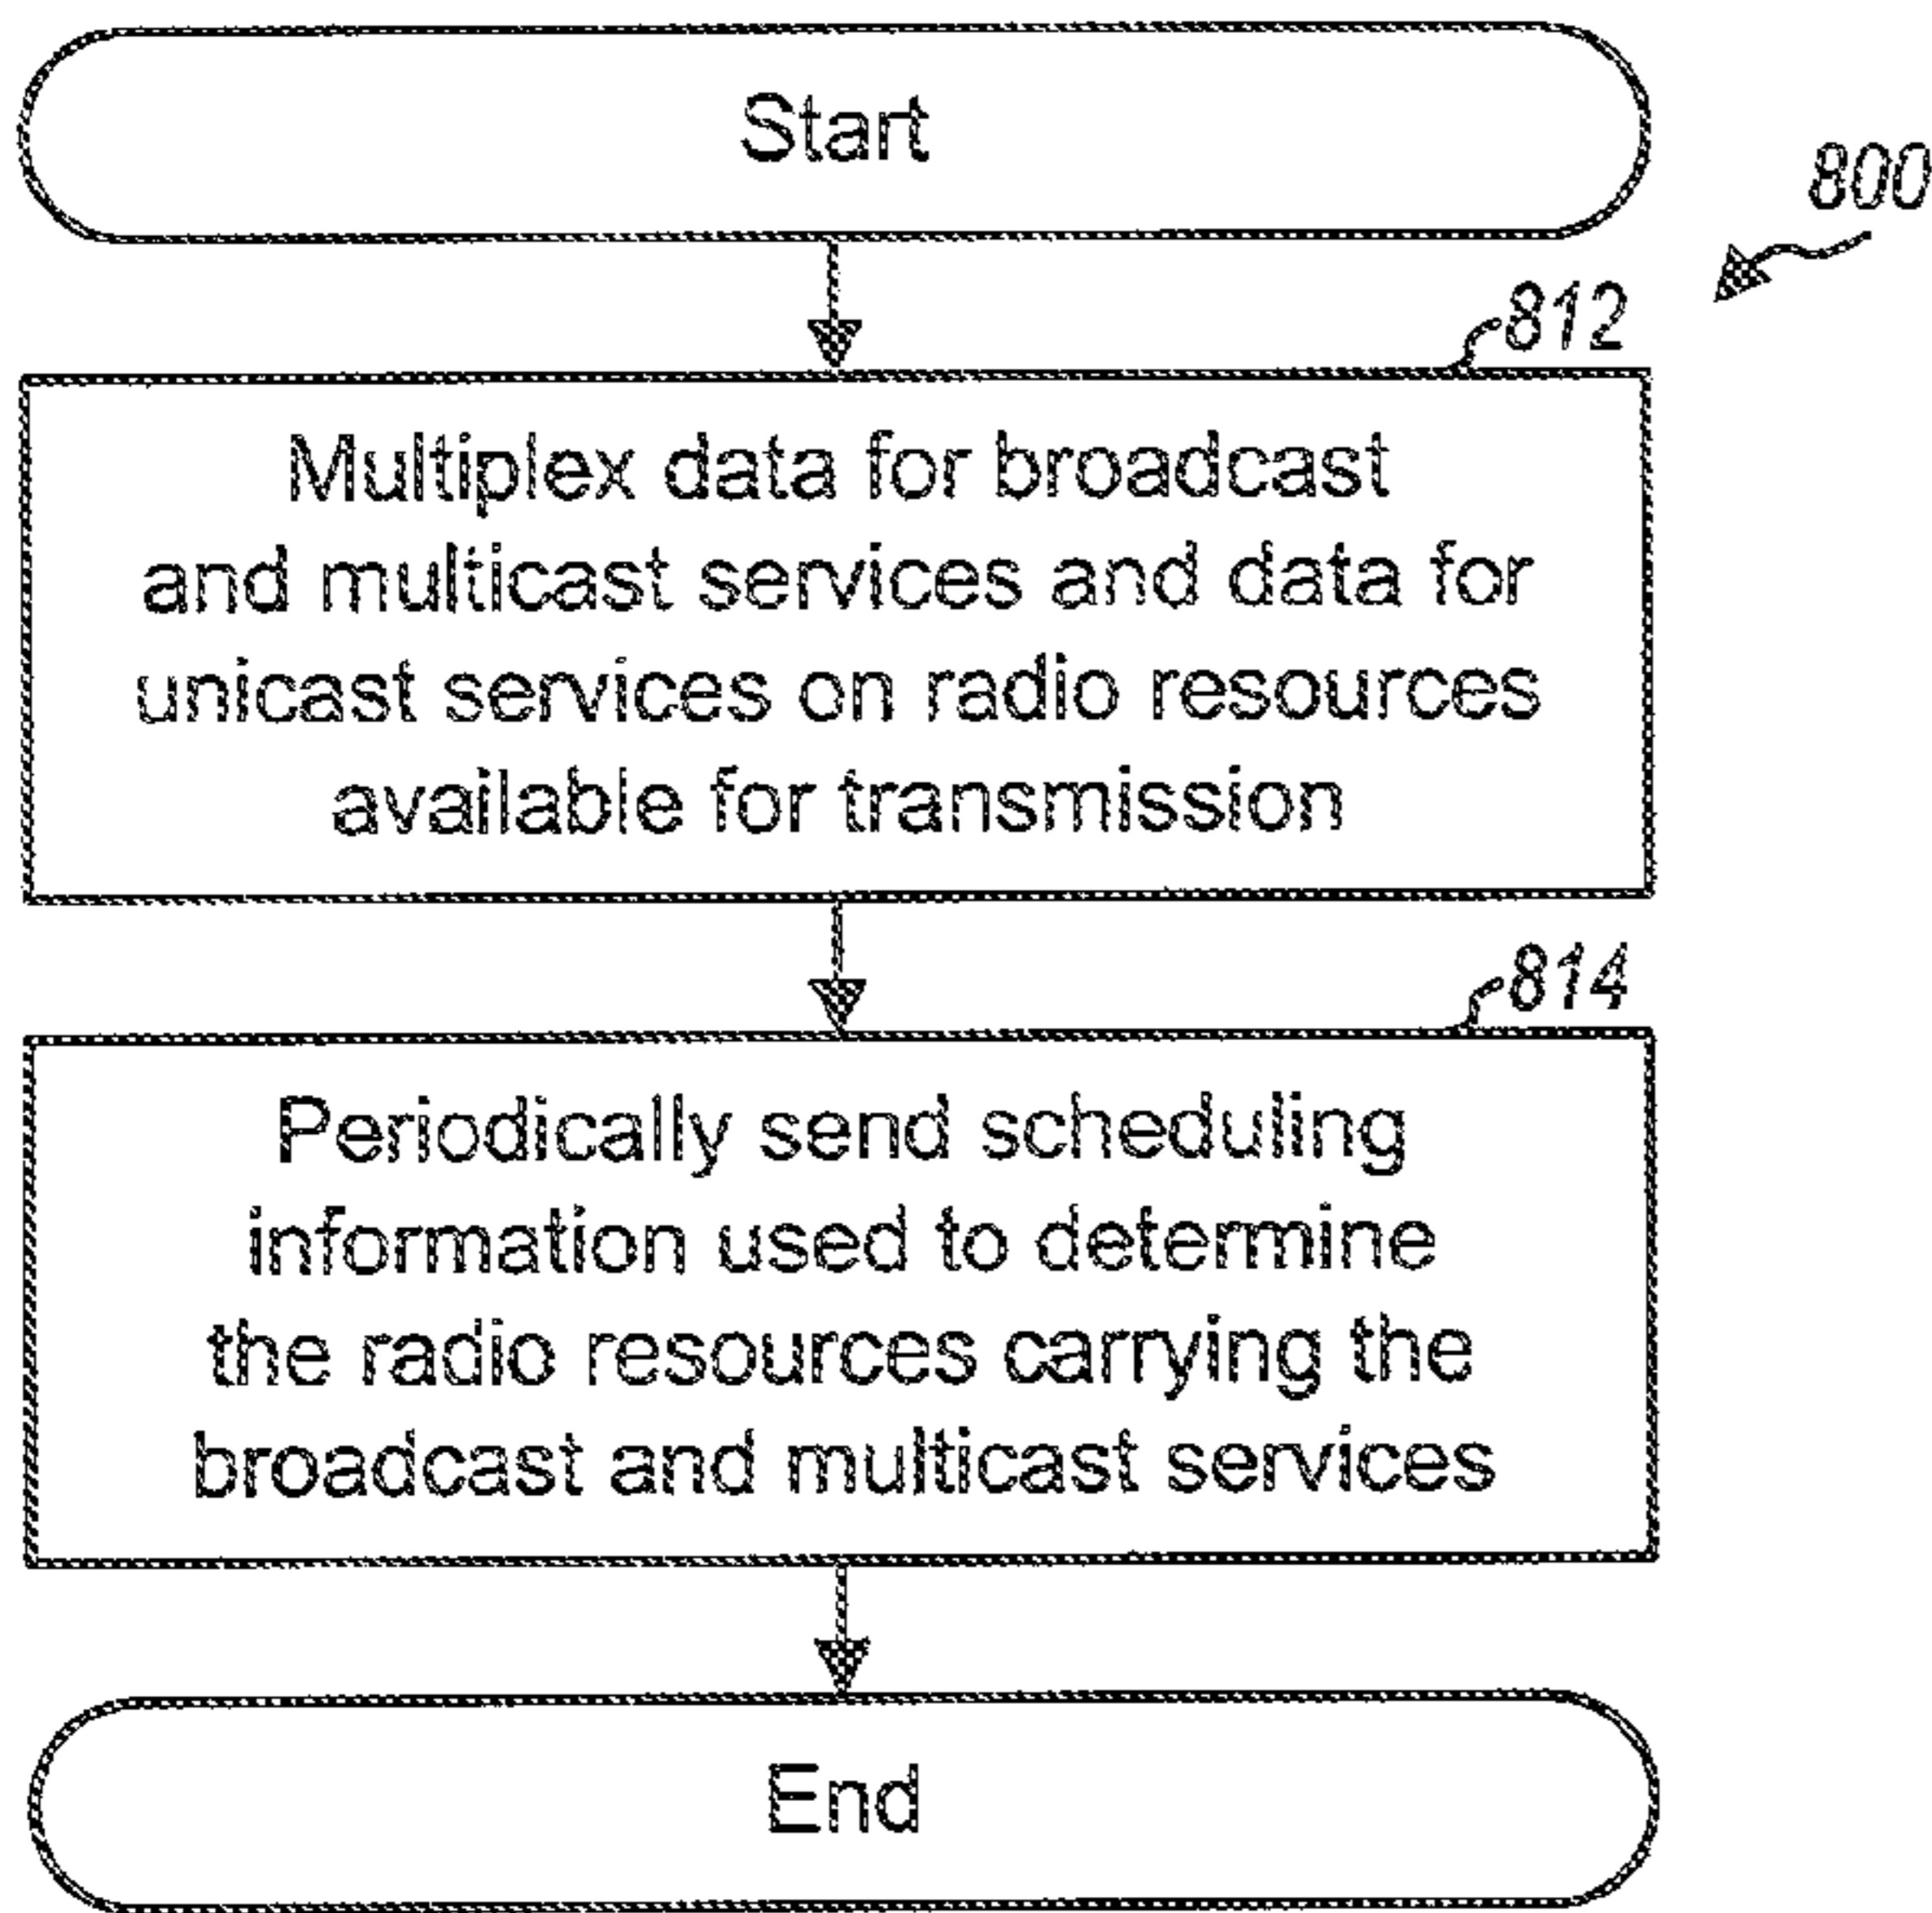 Start
800
812
Multiplex data for broadcast
and multicast services and data for
unicast services on radio resources
available for transmission
814
Periodically send scheduling
information used to determine
the radio resources carrying the
broadcast and multicast services
End